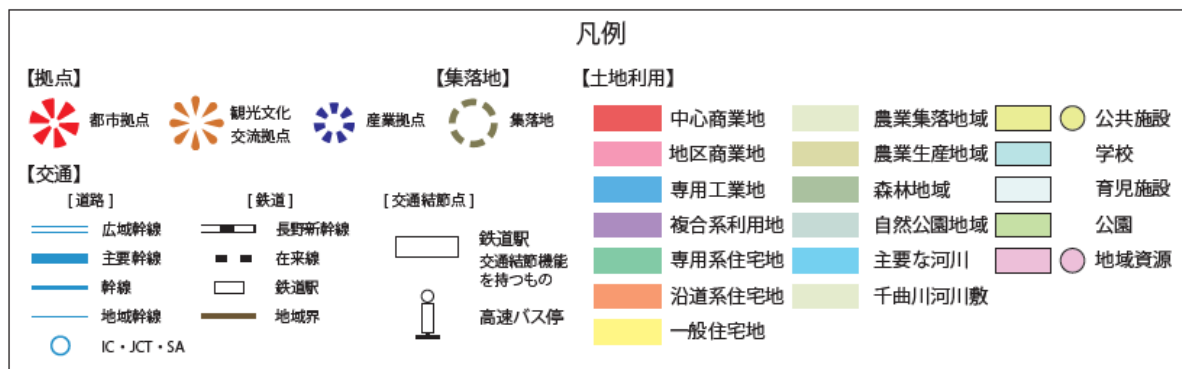 凡例
【拠点】
都市拠点
観光文化
交流拠点
産業拠点
【集落地】
集落地
【交通】
[ 道路 ]
広域幹線
主要幹線
幹線
地域幹線
IC・JCT・SA
[ 鉄道 ]
長野新幹線
在来線
鉄道駅
地域界
[ 交通結節点 ]
鉄道駅
交通結節機能
を持つもの
高速バス停
【土地利用】
中心商業地
地区商業地
専用工業地
複合系利用地
専用系住宅地
沿道系住宅地
一般住宅地
農業集落地域
農業生産地域
森林地域
自然公園地域
主要な河川
千曲川河川敷
公共施設
学校
育児施設
公園
地域資源